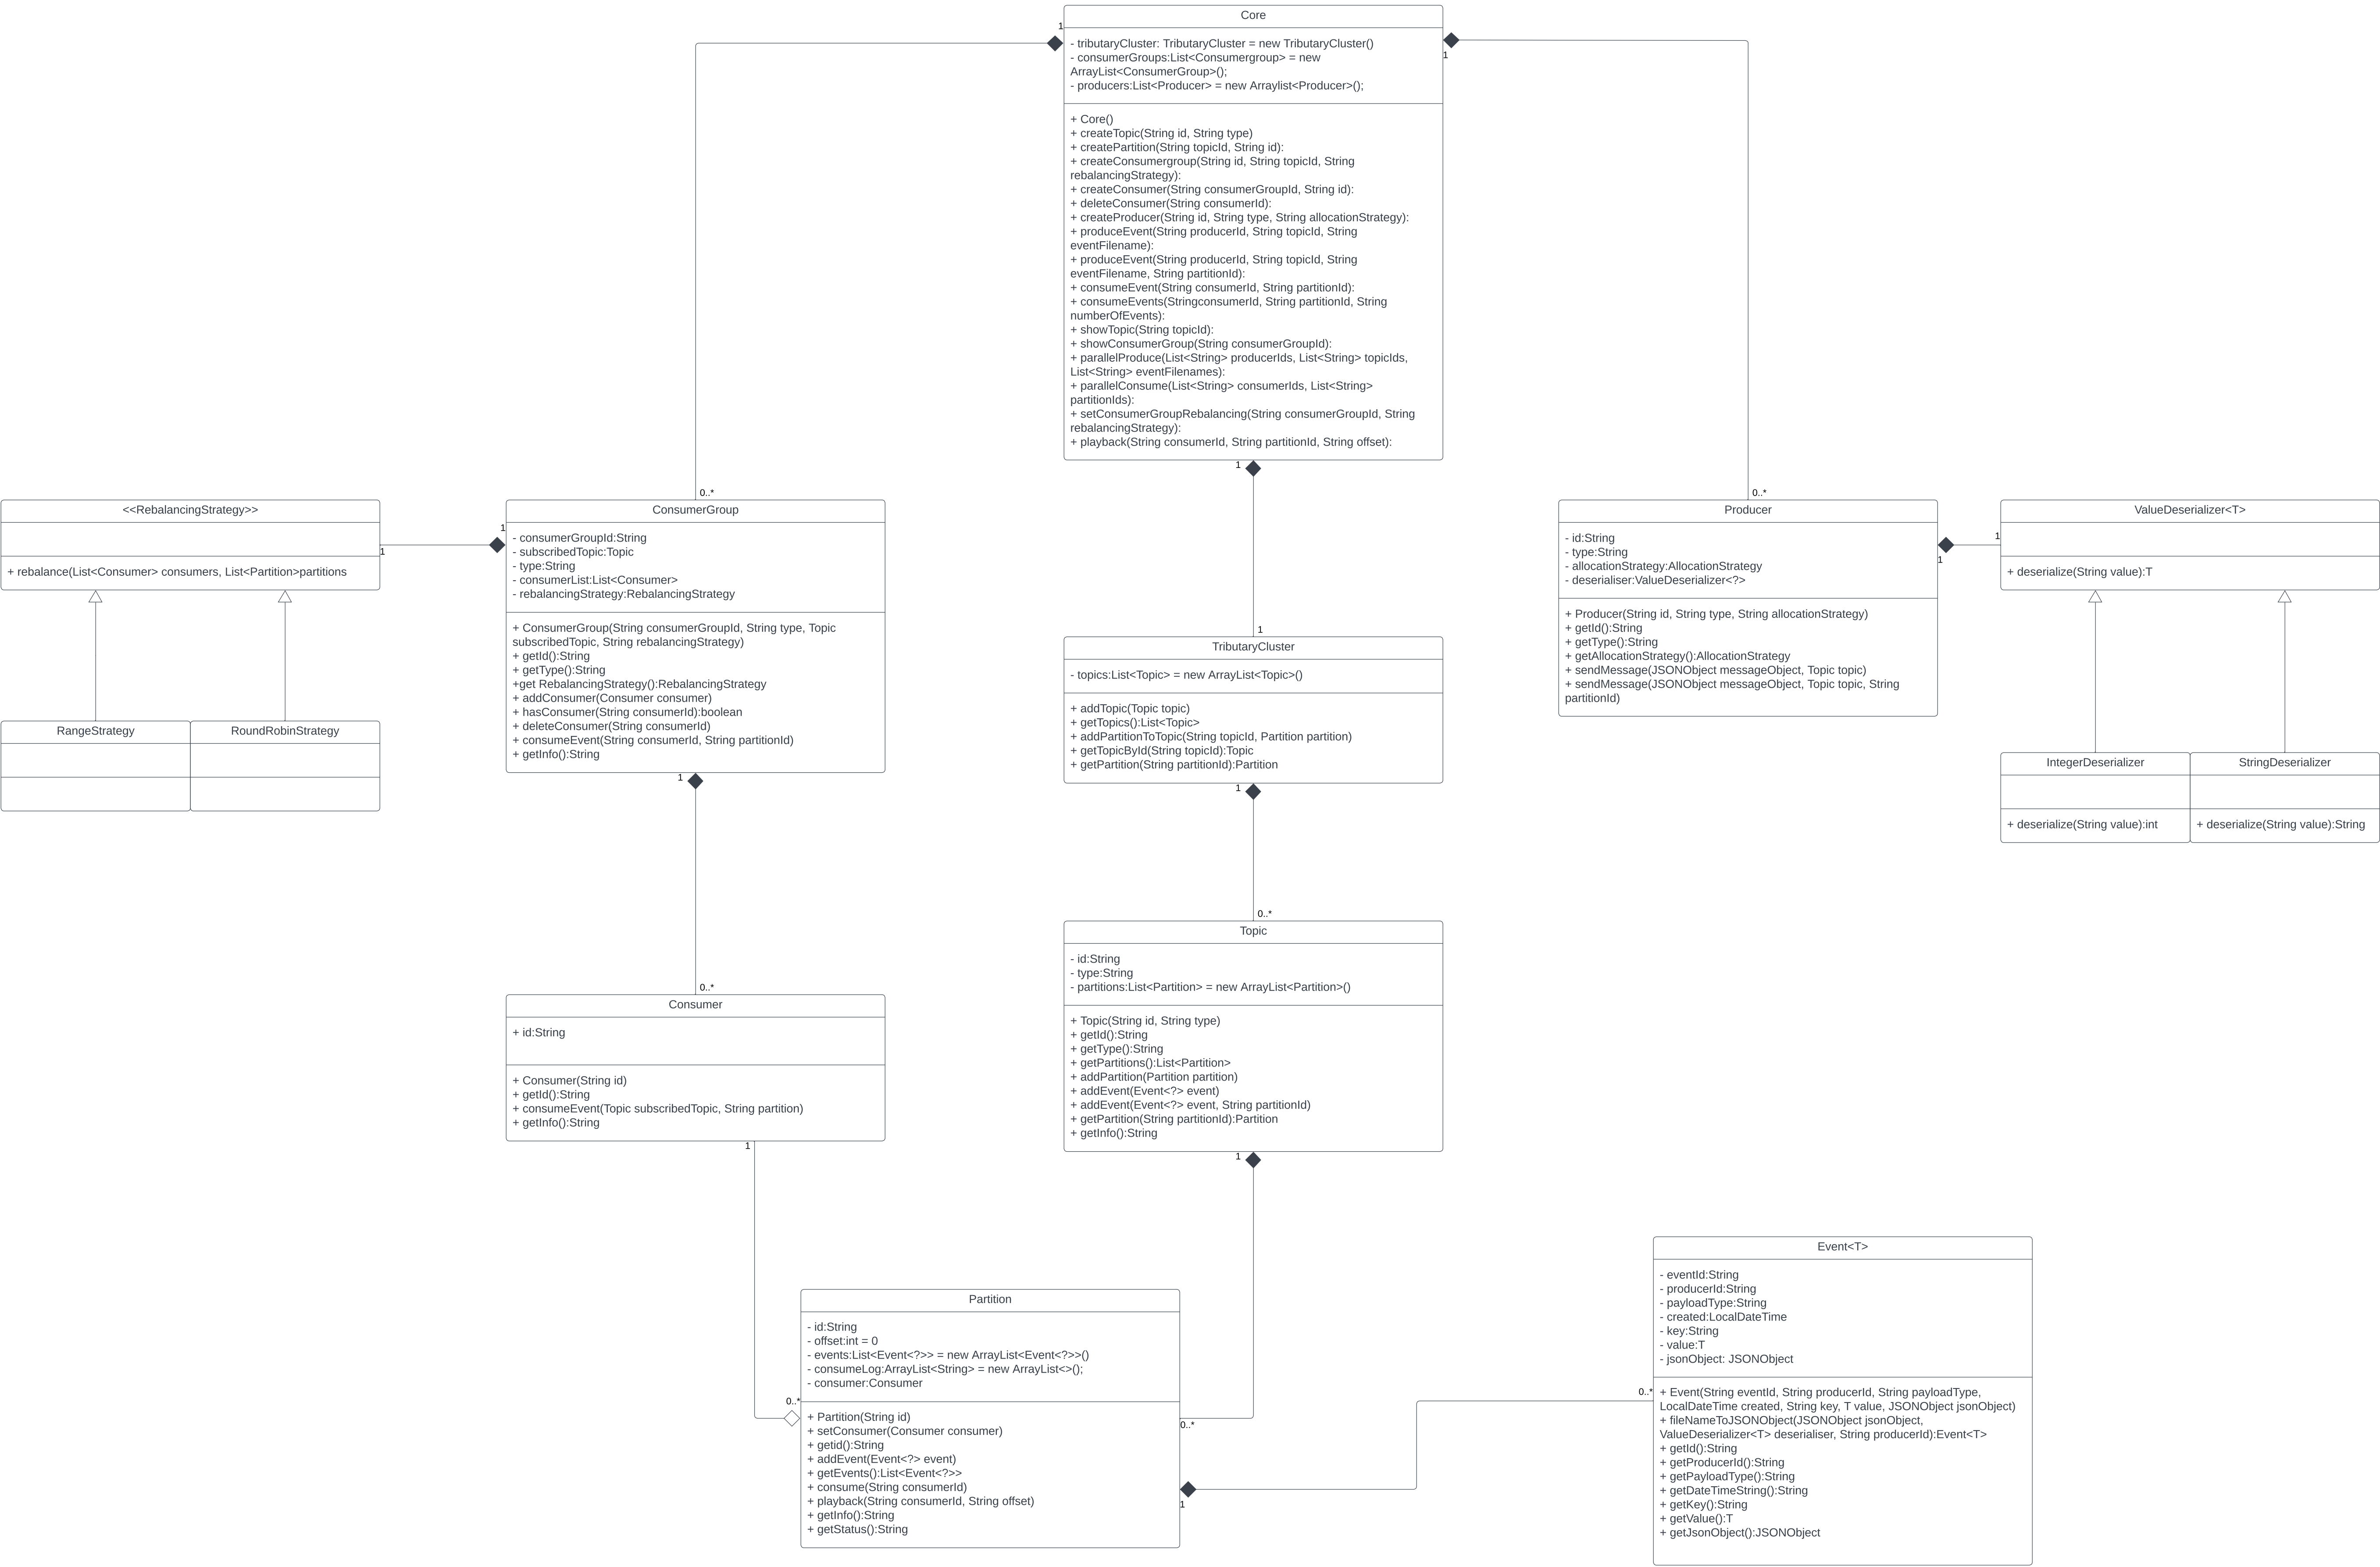 Core
- tributaryCluster: TributaryCluster = new TributaryCluster()
- consumerGroups:List<Consumergroup> = new
ArrayList<ConsumerGroup>();
- producers:List<Producer> = new Arraylist<Producer>();
+ Core()
+ createTopic(String id, String type)
+ createPartition(String topicId, String id):
+ createConsumergroup(String id, String topicId, String
rebalancingStrategy):
+ createConsumer(String consumerGroupId, String id):
+ deleteConsumer(String consumerId):
+ createProducer(String id, String type, String allocationStrategy):
+ produceEvent(String producerId, String topicId, String
eventFilename):
+ produceEvent(String producerId, String topicId, String
eventFilename, String partitionId):
+ consumeEvent(String consumerId, String partitionId):
+ consumeEvents(StringconsumerId, String partitionId, String
numberOfEvents):
+ showTopic(String topicId):
+ showConsumerGroup(String consumerGroupId):
+ parallelProduce(List<String> producerIds, List<String> topicIds,
List<String> eventFilenames):
+ parallelConsume(List<String> consumerIds, List<String>
partitionIds):
+ setConsumerGroupRebalancing(String consumerGroupId, String
rebalancingStrategy):
+ playback(String consumerId, String partitionId, String offset):
1
1
1
0..*
0..*
<<RebalancingStrategy>>
+ rebalance(List<Consumer> consumers, List<Partition>partitions
1
1
RangeStrategy
RoundRobinStrategy
ConsumerGroup
- consumerGroupId:String
- subscribedTopic:Topic
- type:String
- consumerList:List<Consumer>
- rebalancingStrategy:RebalancingStrategy
+ ConsumerGroup(String consumerGroupId, String type, Topic
subscribedTopic, String rebalancingStrategy)
+ getId():String
+ getType():String
+get RebalancingStrategy():RebalancingStrategy
+ addConsumer(Consumer consumer)
+ hasConsumer(String consumerId):boolean
+ deleteConsumer(String consumerId)
+ consumeEvent(String consumerId, String partitionId)
+ getInfo():String
1
0..*
1
TributaryCluster
- topics:List<Topic> = new ArrayList<Topic>()
+ addTopic(Topic topic)
+ getTopics():List<Topic>
+ addPartitionToTopic(String topicId, Partition partition)
+ getTopicById(String topicId):Topic
+ getPartition(String partitionId):Partition
1
0..*
Producer
- id:String
- type:String
- allocationStrategy:AllocationStrategy
- deserialiser:ValueDeserializer<?>
+ Producer(String id, String type, String allocationStrategy)
+ getId():String
+ getType():String
+ getAllocationStrategy():AllocationStrategy
+ sendMessage(JSONObject messageObject, Topic topic)
+ sendMessage(JSONObject messageObject, Topic topic, String
partitionId)
1
1
ValueDeserializer<T>
+ deserialize(String value):T
IntegerDeserializer
+ deserialize(String value):int
StringDeserializer
+ deserialize(String value):String
Consumer
+ id:String
+ Consumer(String id)
+ getId():String
+ consumeEvent(Topic subscribedTopic, String partition)
+ getInfo():String
1
0..*
Topic
- id:String
- type:String
- partitions:List<Partition> = new ArrayList<Partition>()
+ Topic(String id, String type)
+ getId():String
+ getType():String
+ getPartitions():List<Partition>
+ addPartition(Partition partition)
+ addEvent(Event<?> event)
+ addEvent(Event<?> event, String partitionId)
+ getPartition(String partitionId):Partition
+ getInfo():String
1
0..*
Partition
- id:String
- offset:int = 0
- events:List<Event<?>> = new ArrayList<Event<?>>()
- consumeLog:ArrayList<String> = new ArrayList<>();
- consumer:Consumer
+ Partition(String id)
+ setConsumer(Consumer consumer)
+ getid():String
+ addEvent(Event<?> event)
+ getEvents():List<Event<?>>
+ consume(String consumerId)
+ playback(String consumerId, String offset)
+ getInfo():String
+ getStatus():String
1
0..*
Event<T>
- eventId:String
- producerId:String
- payloadType:String
- created:LocalDateTime
- key:String
- value:T
- jsonObject: JSONObject
+ Event(String eventId, String producerId, String payloadType,
LocalDateTime created, String key, T value, JSONObject jsonObject)
+ fileNameToJSONObject(JSONObject jsonObject,
ValueDeserializer<T> deserialiser, String producerId):Event<T>
+ getId():String
+ getProducerId():String
+ getPayloadType():String
+ getDateTimeString():String
+ getKey():String
+ getValue():T
+ getJsonObject():JSONObject